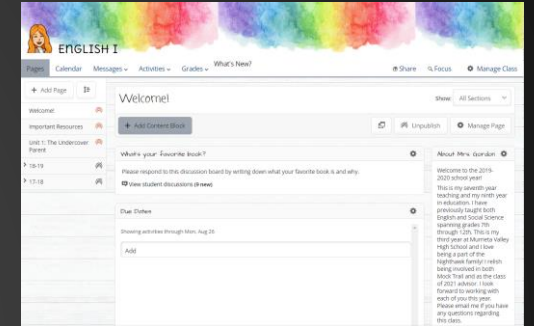 ENGLISH I
Pages Calendar Messages Activities Grades What's New?
Share Focus Manage Class
+ Add Page
Welcome!
Important Resources
Unit 1: The Undercover
Parent
18-19
17-18
Welcome!
Show: All Sections
+ Add Content Block
Unpublish Manage Page
What's your favorite book?
Please respond to this discussion board by writing down what your favorite book is and why.
View student discussions (9 new)
Due Dates
Showing activities through Mon, Aug 26
Add
About Mrs. Gordon
Welcome to the 2019-
2020 school year!
This is my seventh year
teaching and my ninth year
in education. I have
previously taught both
English and Social Science
spanning grades 7th
through 12th. This is my
third year at Murrieta Valley
High School and I love
being a part of the
Nighthawk family! I relish
being involved in both
Mock Trail and as the class
of 2021 advisor. I look
forward to working with
each of you this year.
Please email me if you have
any questions regarding
this class.